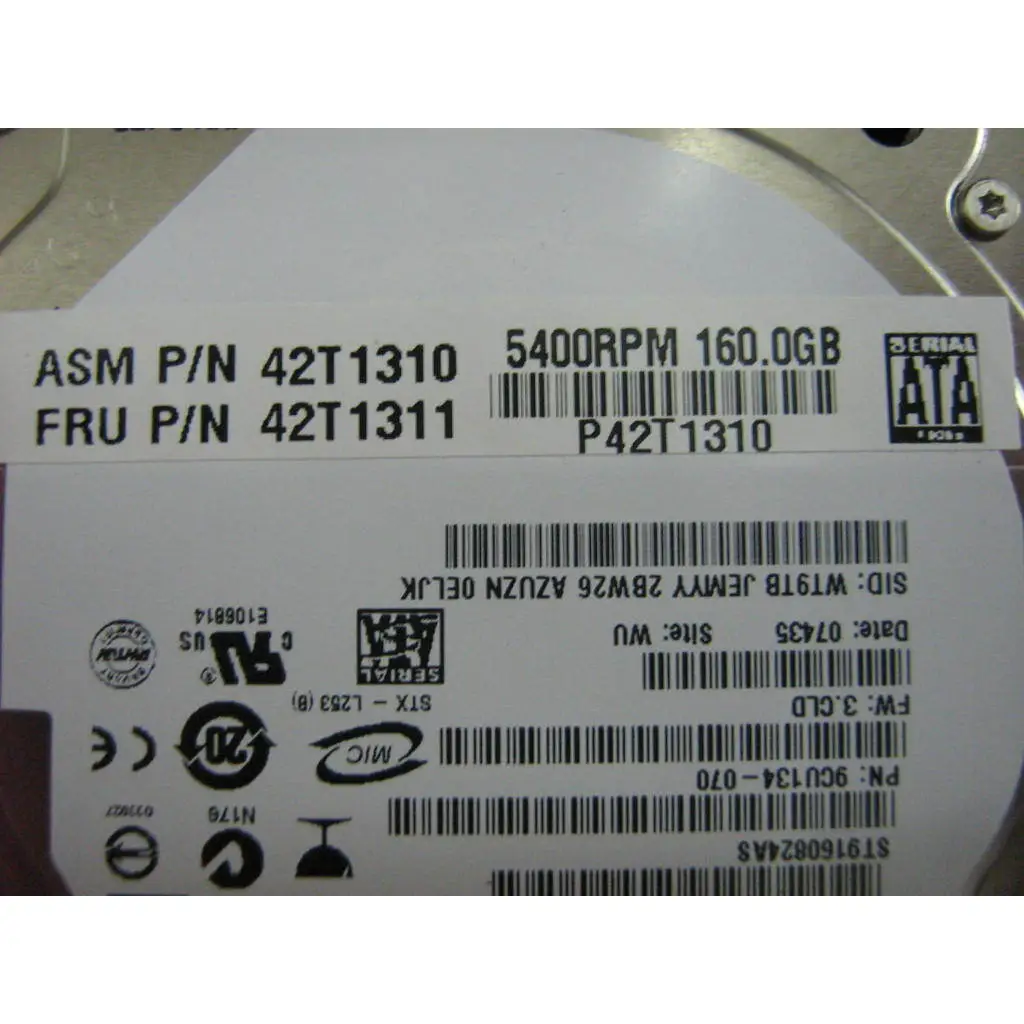 ASM P/N 42T1310
FRU P/N 42T1311
5400RPM 160.0GB
P42T1310
SERIAL
ATA
SID: WT9TB JEMYY 2BW26 AZUZN 0ELJK
Date: 07435 Site: WU
FW: 3.CLD
PN: 9CU134-070
ST9160824AS
SERIAL
ATA
STX - L253 (B)
E106814
C US
MIC
20
CE
N176